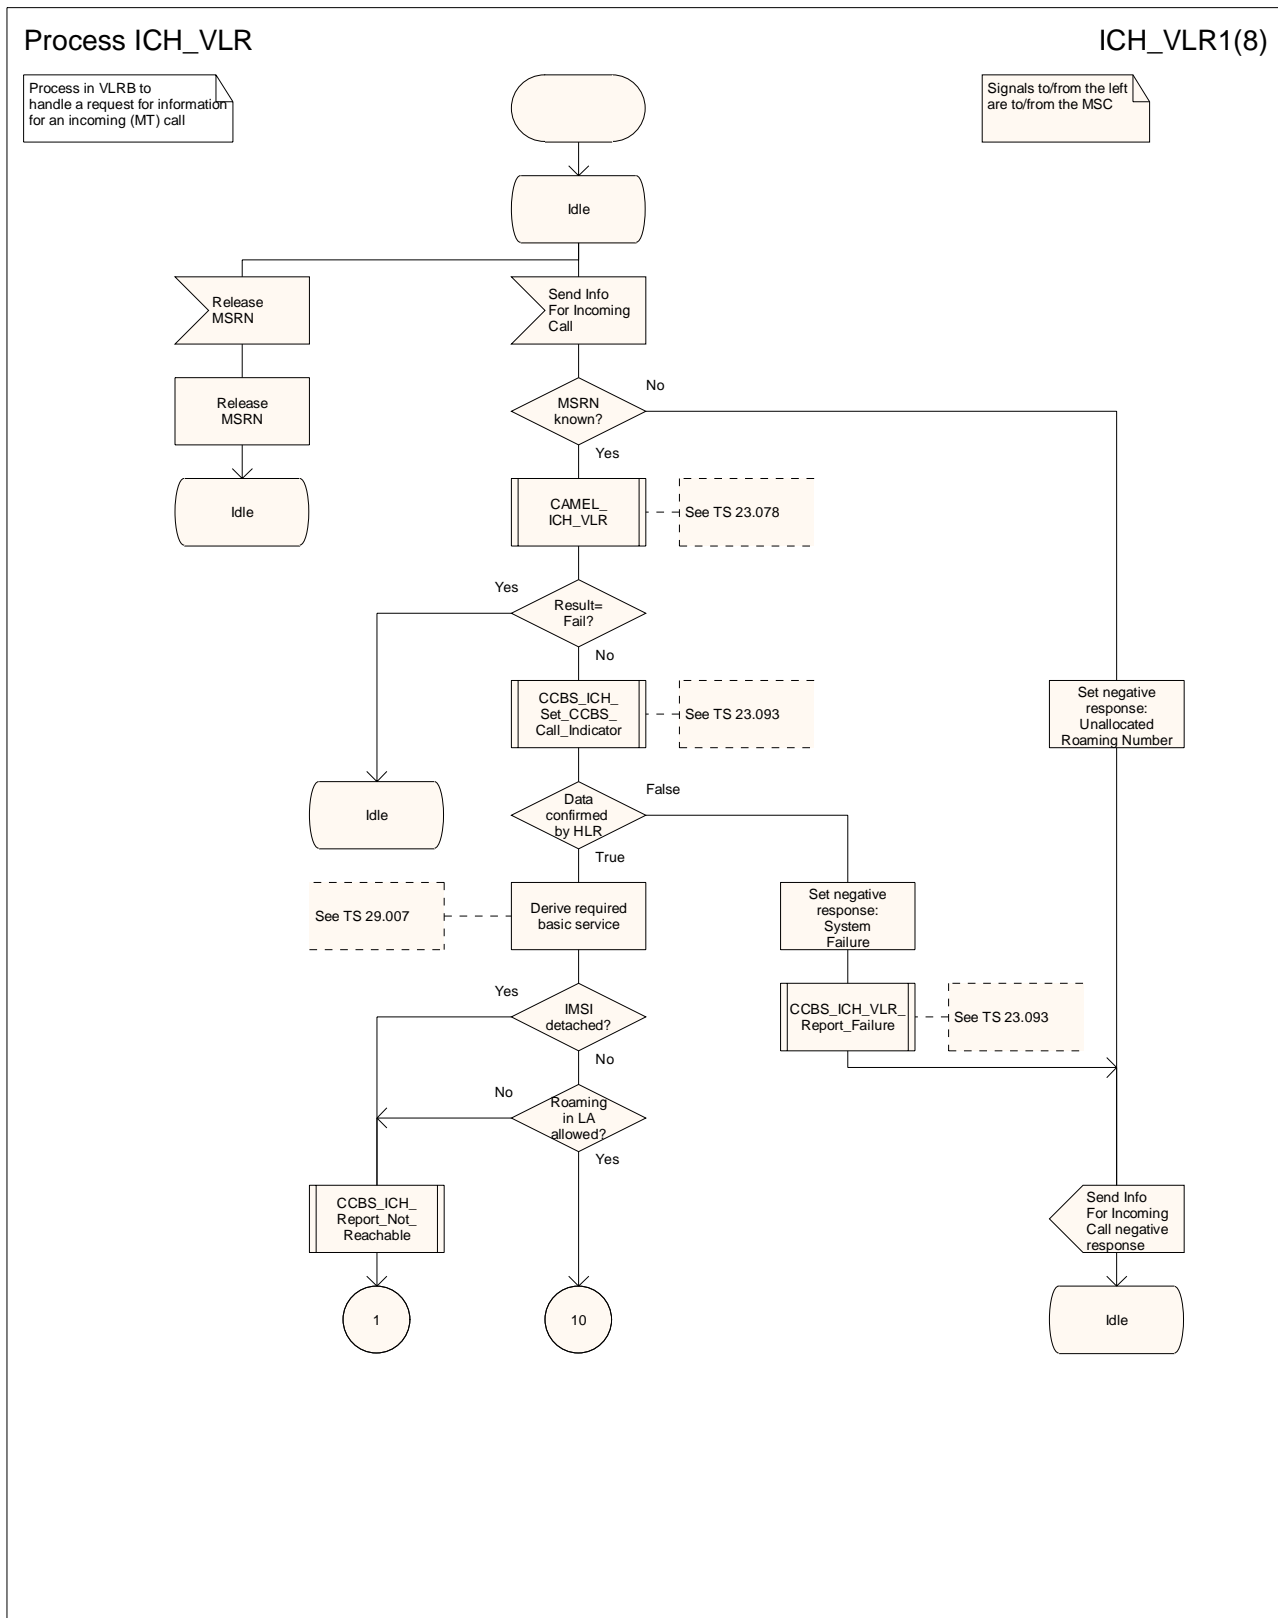 Process ICH_VLR
ICH_VLR1(8)
Process in VLRB to
handle a request for information
for an incoming (MT) call
Signals to/from the left
are to/from the MSC
Idle
Release
MSRN
Send Info
For Incoming
Call
Release
MSRN
MSRN
known?
No
Yes
Idle
CAMEL_
ICH_VLR
See TS 23.078
Yes
Result=
Fail?
No
CCBS_ICH_
Set_CCBS_
Call_Indicator
See TS 23.093
Set negative
response:
Unallocated
Roaming Number
Idle
Data
confirmed
by HLR
False
True
See TS 29.007
Derive required
basic service
Set negative
response:
System
Failure
Yes
IMSI
detached?
No
CCBS_ICH_VLR_
Report_Failure
See TS 23.093
No
Roaming
in LA
allowed?
Yes
CCBS_ICH_
Report_Not_
Reachable
Send Info
For Incoming
Call negative
response
1
10
Idle